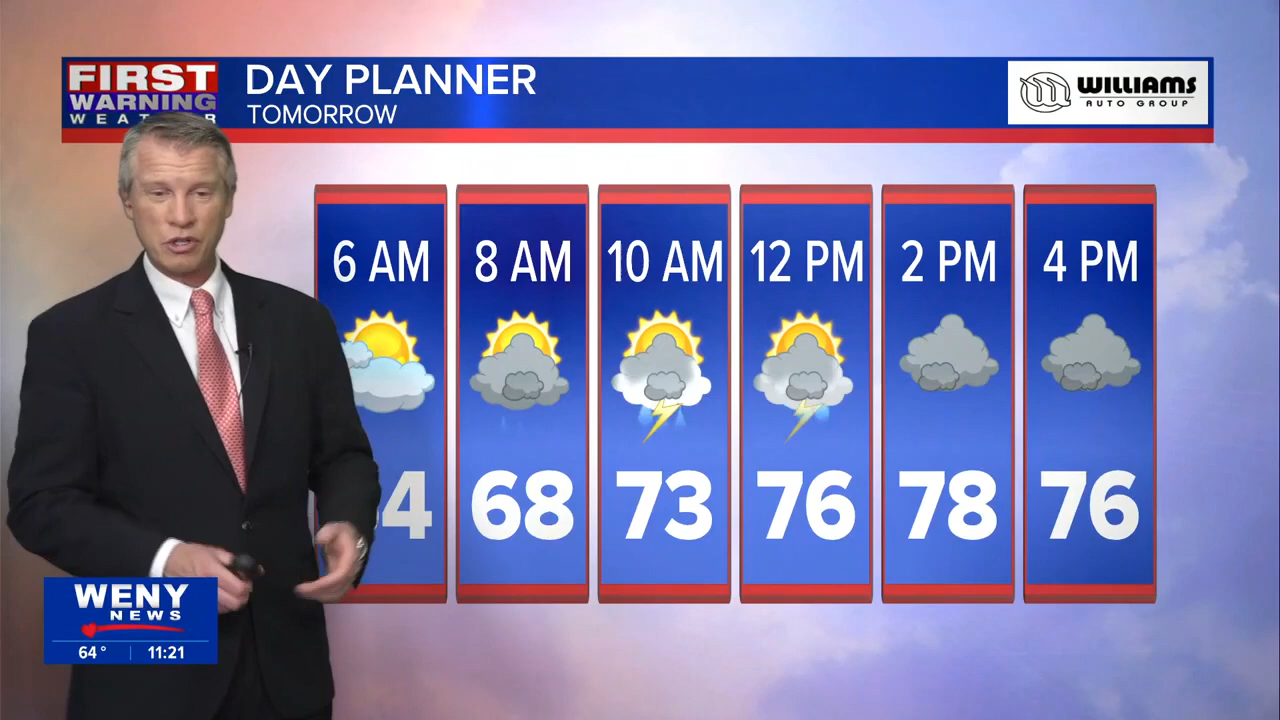 FIRST
WARNING
DAY PLANNER
TOMORROW
WILLIAMS
AUTO GROUP
6 AM 8 AM 10 AM 12 PM 2 PM 4 PM
68 73 76 78 76
WENY
NEWS
64° 11:21